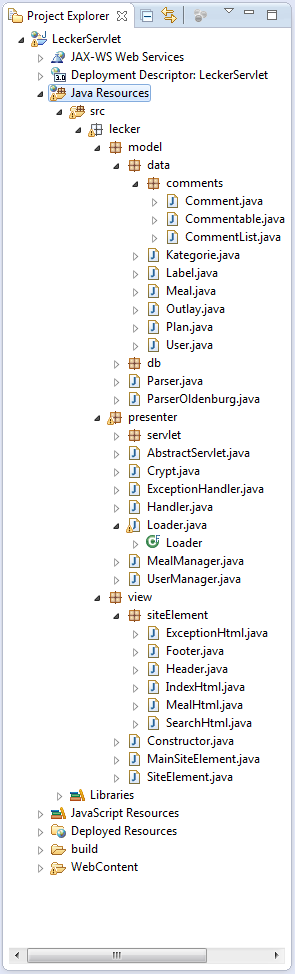 Project Explorer
LeckerServlet
JAX-WS Web Services
3.0 Deployment Descriptor: LeckerServlet
Java Resources
src
lecker
model
data
comments
Comment.java
Commentable.java
CommentList.java
Kategorie.java
Label.java
Meal.java
Outlay.java
Plan.java
User.java
db
Parser.java
ParserOldenburg.java
presenter
servlet
AbstractServlet.java
Crypt.java
ExceptionHandler.java
Handler.java
Loader.java
Loader
MealManager.java
UserManager.java
view
siteElement
ExceptionHtml.java
Footer.java
Header.java
IndexHtml.java
MealHtml.java
SearchHtml.java
Constructor.java
MainSiteElement.java
SiteElement.java
Libraries
JavaScript Resources
Deployed Resources
build
WebContent